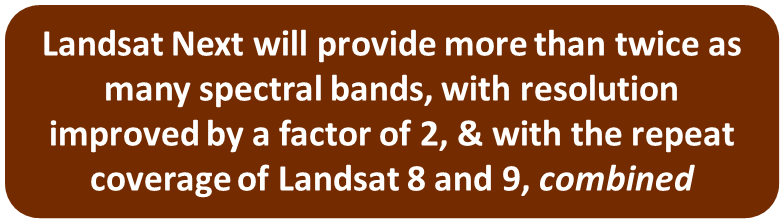 Landsat Next will provide more than twice as
many spectral bands, with resolution
improved by a factor of 2, & with the repeat
coverage of Landsat 8 and 9, combined